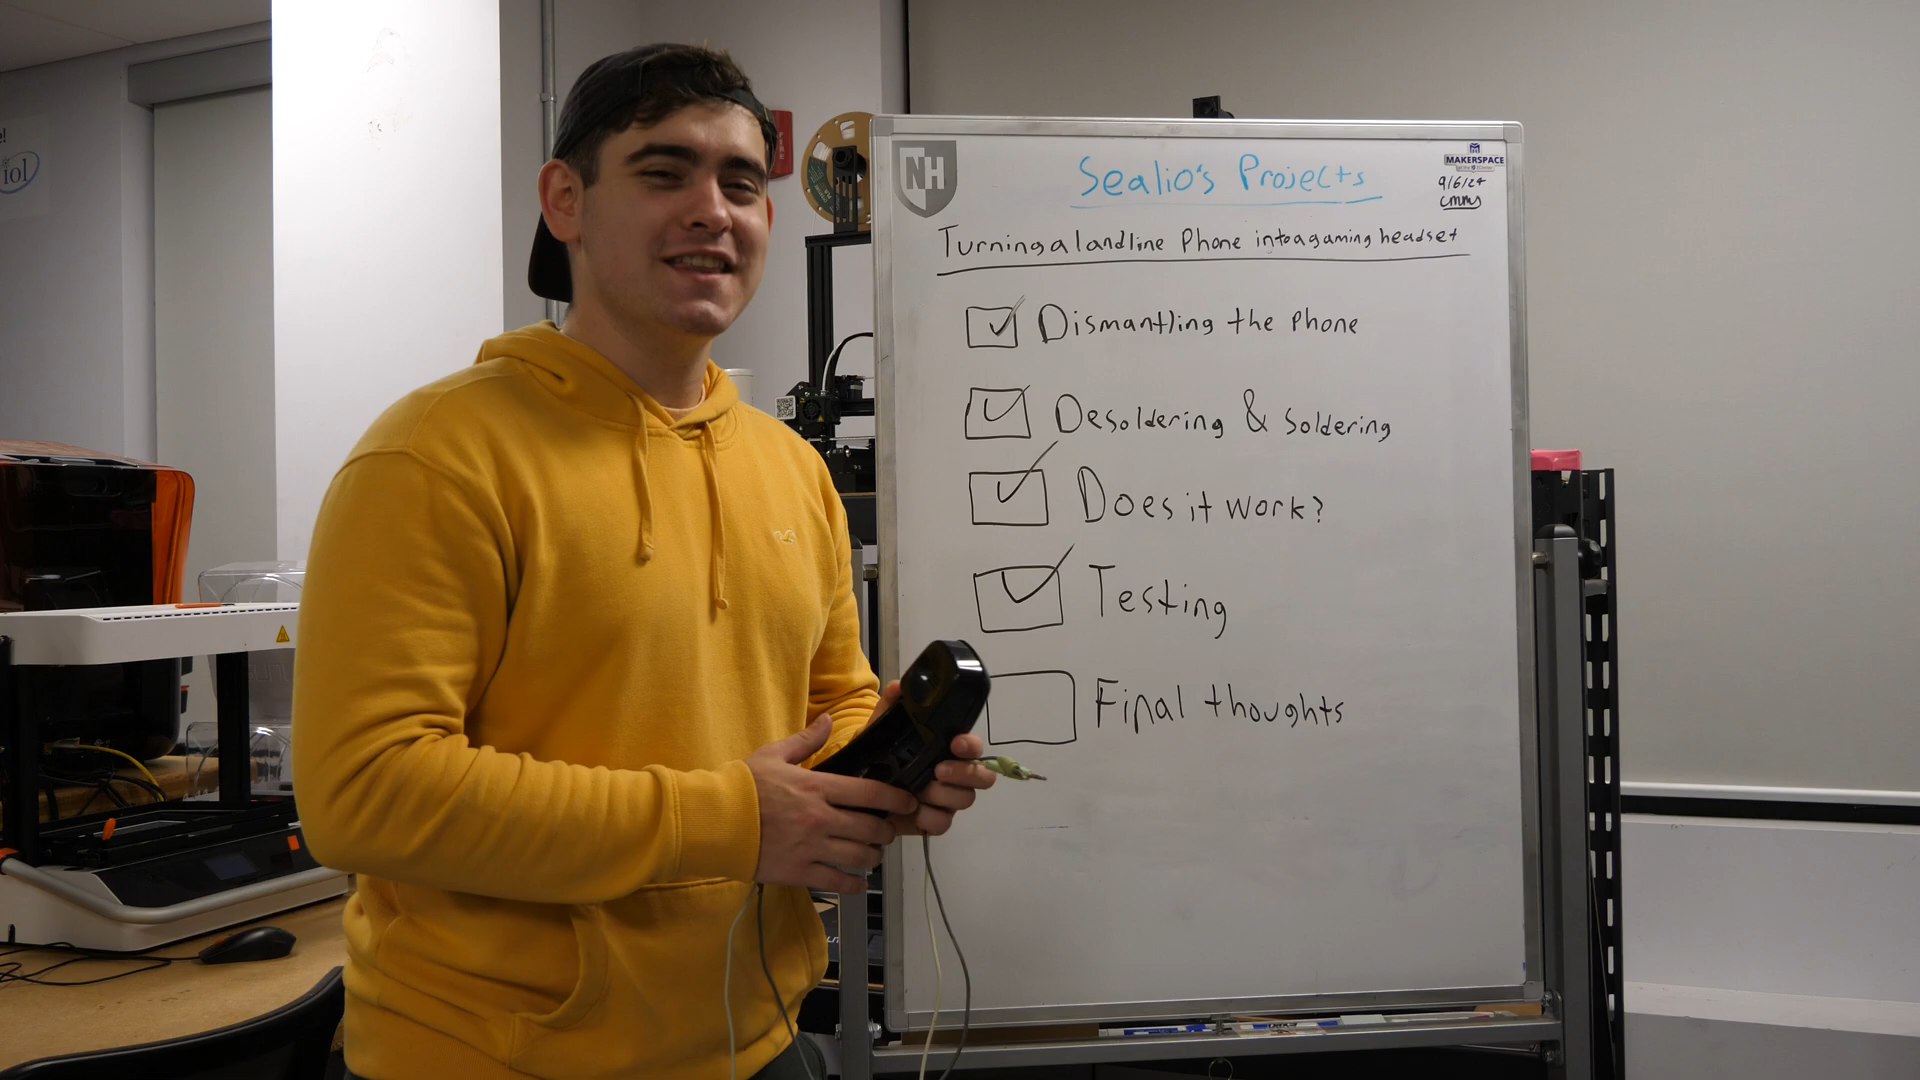 iol
NH
Sealio's Projects
MAKERSPACE
9/6/24
Turning a landline Phone into a gaming headset
Dismantling the Phone
Desoldering & Soldering
Does it work?
Testing
Final thoughts